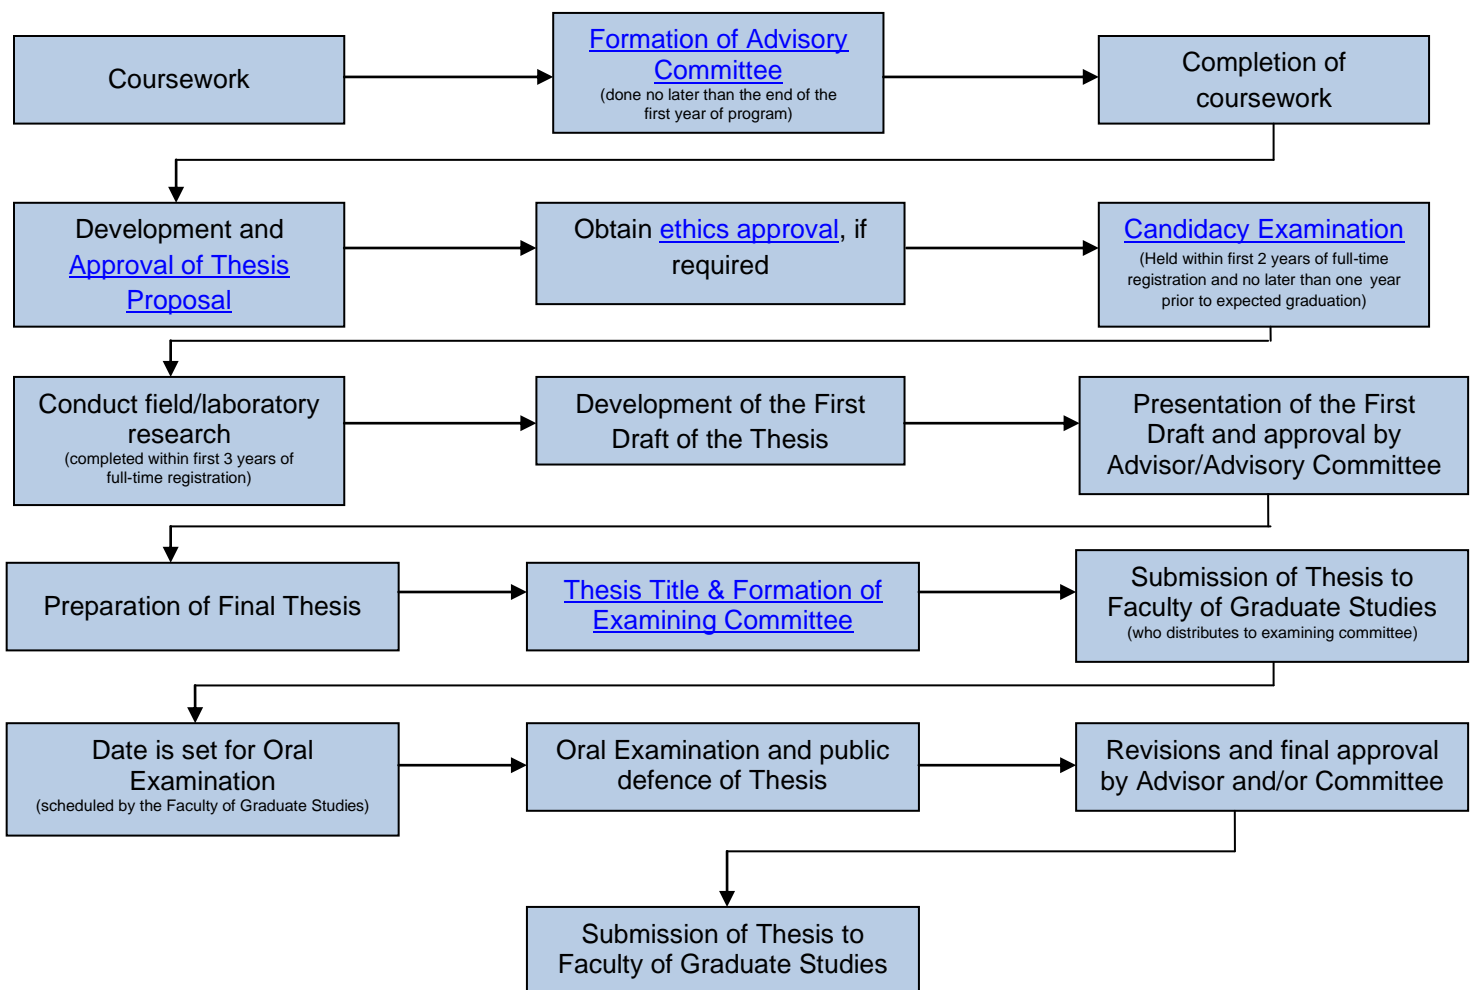 Coursework
Formation of Advisory
Committee
(done no later than the end of the
first year of program)
Completion of
coursework
Development and
Approval of Thesis
Proposal
Obtain ethics approval, if
required
Candidacy Examination
(Held within first 2 years of full-time
registration and no later than one year
prior to expected graduation)
Conduct field/laboratory
research
(completed within first 3 years of
full-time registration)
Development of the First
Draft of the Thesis
Presentation of the First
Draft and approval by
Advisor/Advisory Committee
Preparation of Final Thesis
Thesis Title & Formation of
Examining Committee
Submission of Thesis to
Faculty of Graduate Studies
(who distributes to examining committee)
Date is set for Oral
Examination
(scheduled by the Faculty of Graduate Studies)
Oral Examination and public
defence of Thesis
Revisions and final approval
by Advisor and/or Committee
Submission of Thesis to
Faculty of Graduate Studies